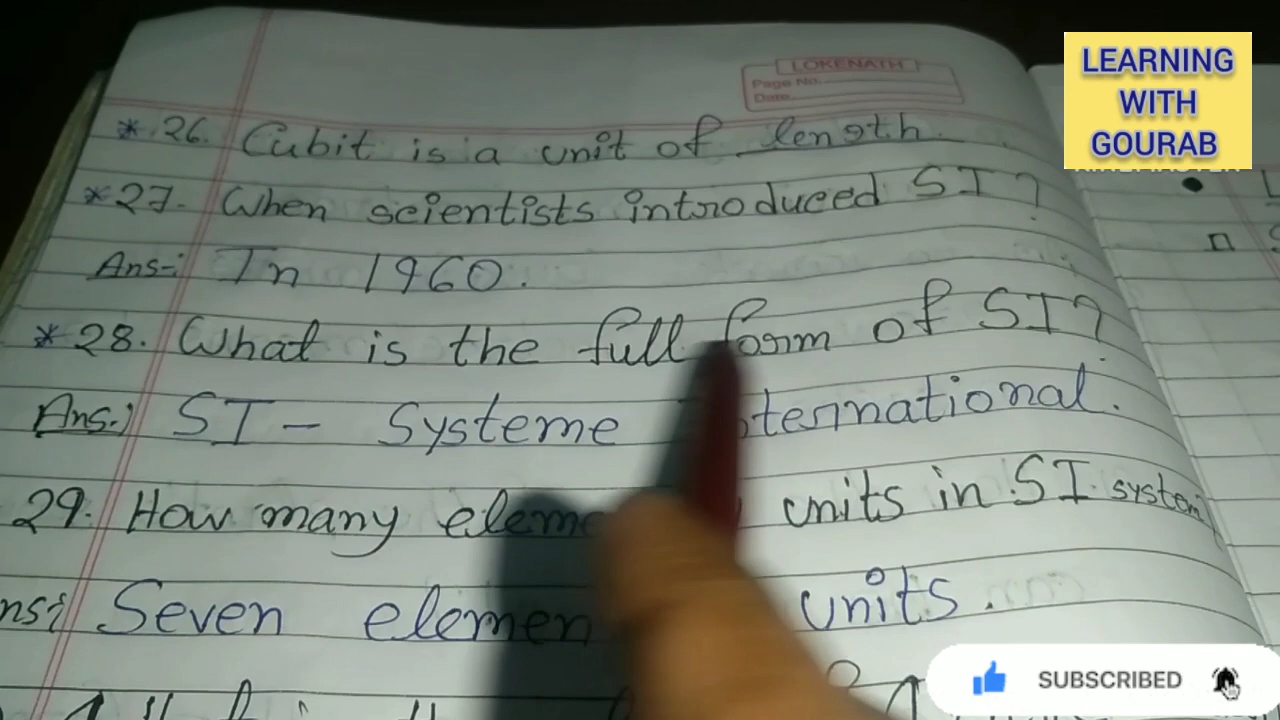 LEARNING
WITH
GOURAB
LOKENATH
Page No.
Date
* 26. Cubit is a unit of length.
* 27. When scientists introduced SI?
Ans:- In 1960.
* 28. What is the full form of SI?
Ans:- SI - Systeme International.
29. How many units in SI system
Seven units.
SUBSCRIBED